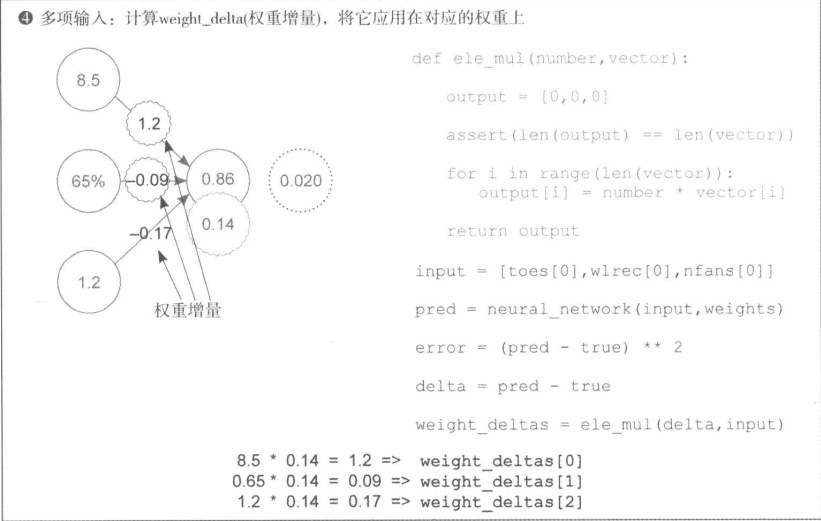 ❹ 多项输入：计算weight_delta(权重增量)，将它应用在对应的权重上
8.5
1.2
65%
–0.09
0.86
0.020
0.14
–0.17
1.2
权重增量
def ele_mul(number,vector):
output = [0,0,0]
assert(len(output) == len(vector))
for i in range(len(vector)):
output[i] = number * vector[i]
return output
input = [toes[0],wlrec[0],nfans[0]]
pred = neural_network(input,weights)
error = (pred - true) ** 2
delta = pred - true
weight_deltas = ele_mul(delta,input)
8.5 * 0.14 = 1.2 => weight_deltas[0]
0.65 * 0.14 = 0.09 => weight_deltas[1]
1.2 * 0.14 = 0.17 => weight_deltas[2]